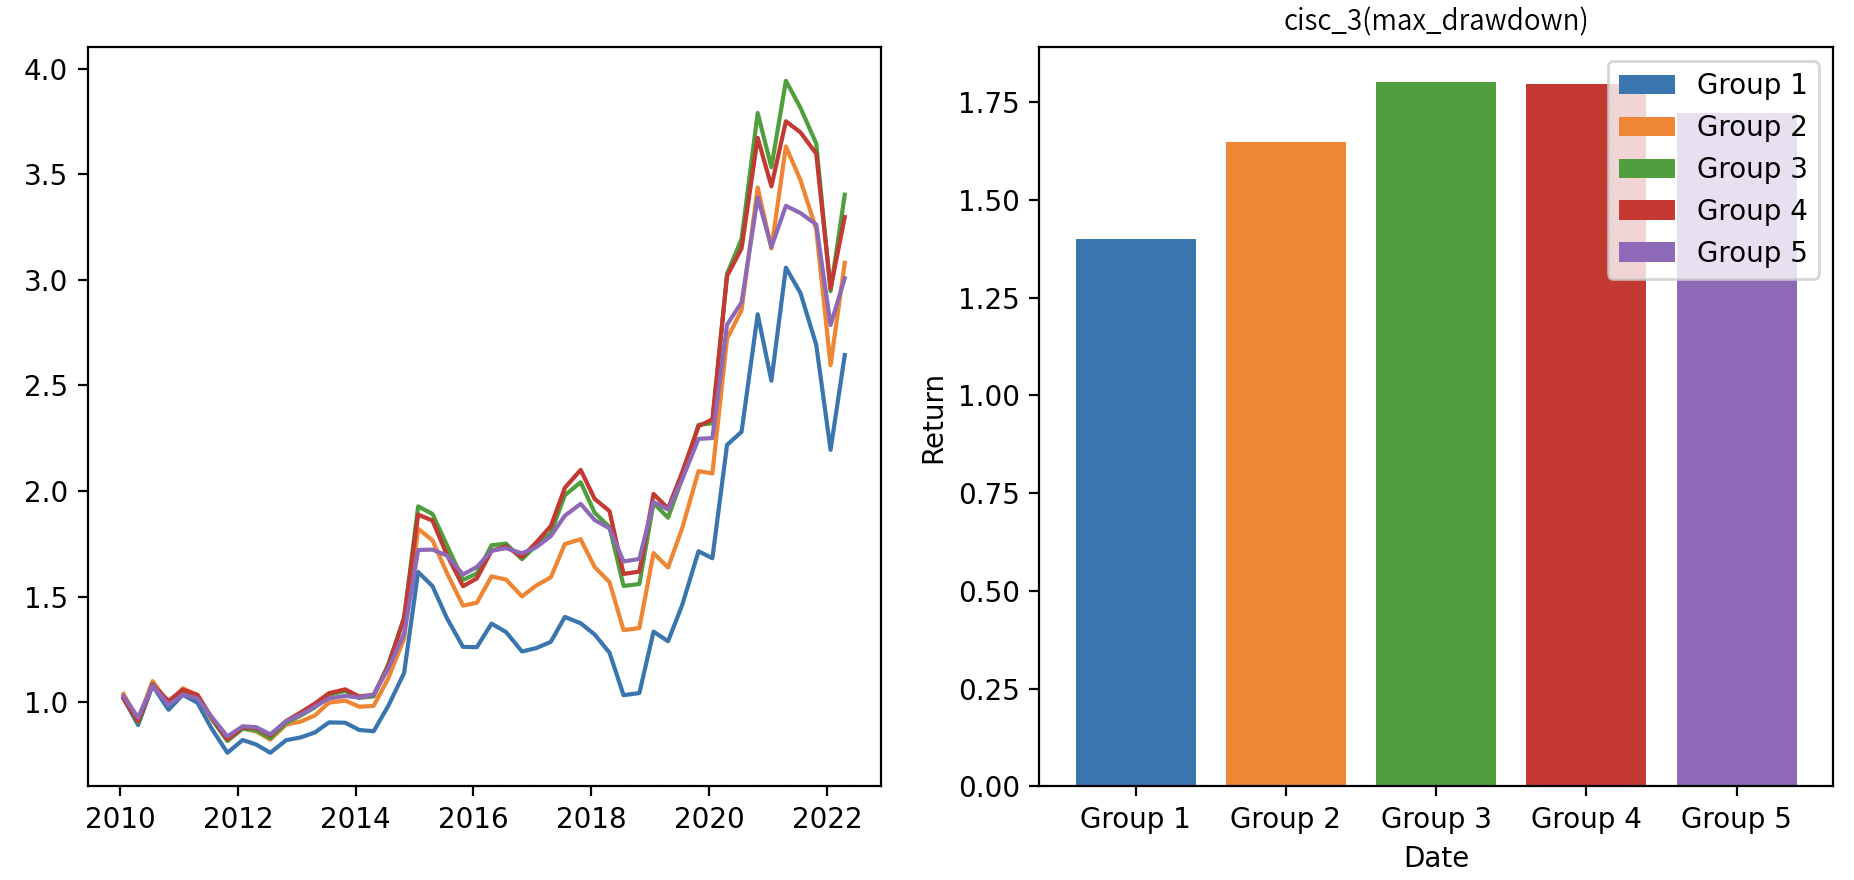 4.0
3.5
3.0
2.5
2.0
1.5
1.0
2010 2012 2014 2016 2018 2020 2022
cisc_3(max_drawdown)
Return
1.75
1.50
1.25
1.00
0.75
0.50
0.25
0.00
Group 1
Group 2
Group 3
Group 4
Group 5
Group 1 Group 2 Group 3 Group 4 Group 5
Date